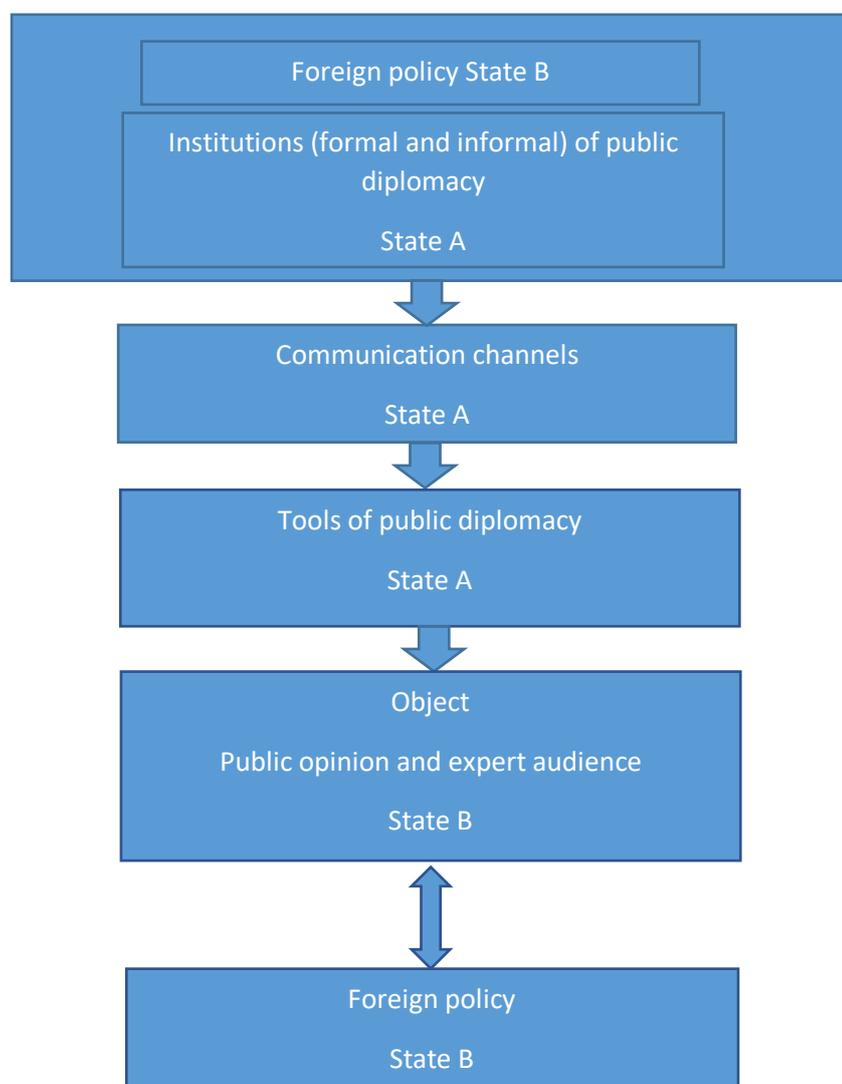 Foreign policy State B
Institutions (formal and informal) of public
diplomacy
State A
Communication channels
State A
Tools of public diplomacy
State A
Object
Public opinion and expert audience
State B
Foreign policy
State B